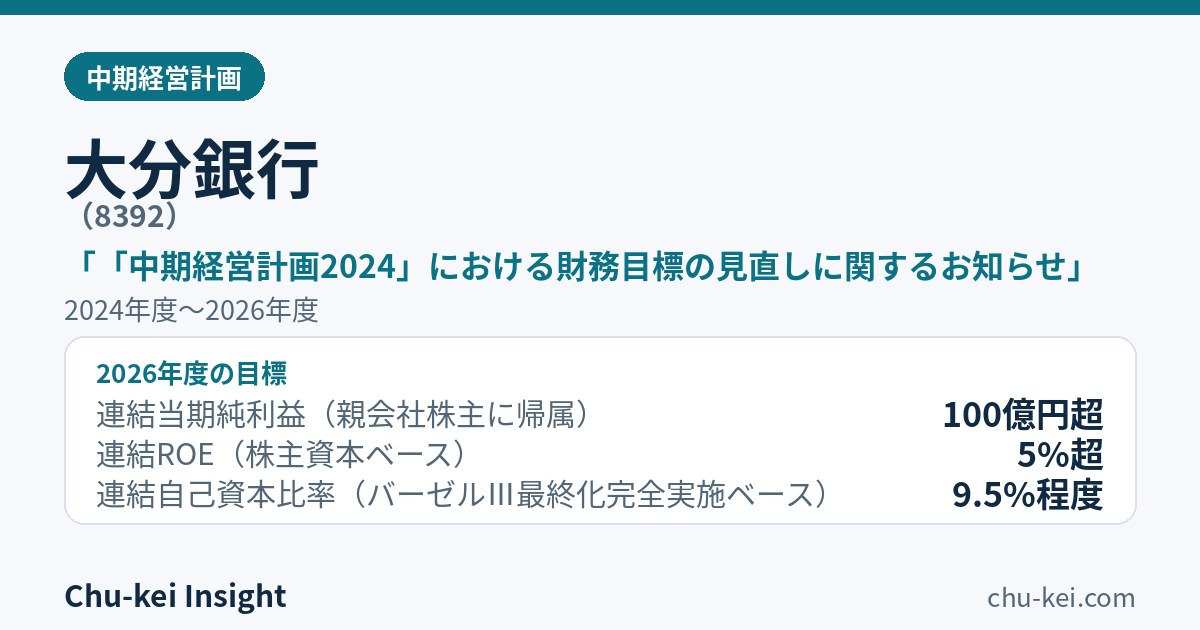 中期経営計画
大分銀行
（8392）
「「中期経営計画2024」における財務目標の見直しに関するお知らせ」
2024年度～2026年度
2026年度の目標
連結当期純利益（親会社株主に帰属） 100億円超
連結ROE（株主資本ベース） 5%超
連結自己資本比率（バーゼルⅢ最終化完全実施ベース） 9.5%程度
Chu-kei Insight
chu-kei.com